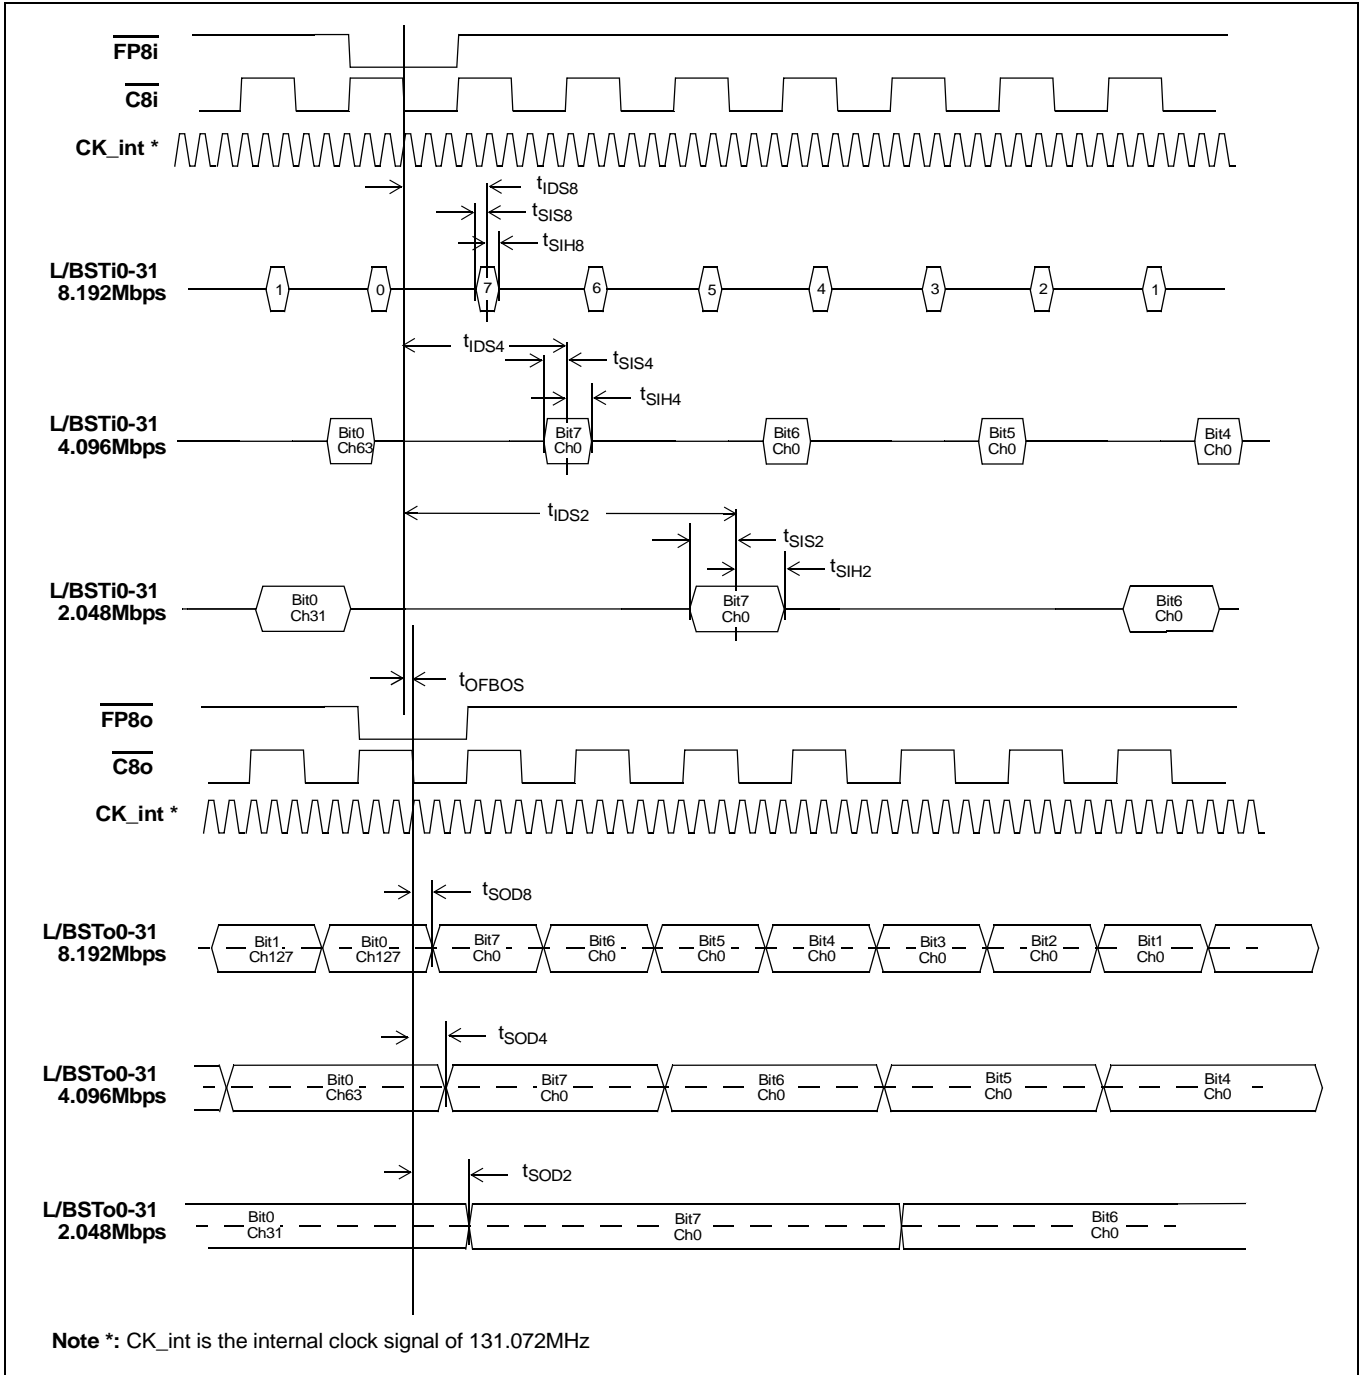 FP8i
C8i
CK_int *
tIDS8
tSIS8
tSIH8
L/BSTi0-31
8.192Mbps
1 0 7 6 5 4 3 2 1
tIDS4
tSIS4
tSIH4
L/BSTi0-31
4.096Mbps
Bit0 Bit7 Bit6 Bit5 Bit4
Ch63 Ch0 Ch0 Ch0 Ch0
tIDS2
tSIS2
tSIH2
L/BSTi0-31
2.048Mbps
Bit0 Bit7 Bit6
Ch31 Ch0 Ch0
tOFBOS
FP8o
C8o
CK_int *
tSOD8
L/BSTo0-31
8.192Mbps
Bit1 Bit0 Bit7 Bit6 Bit5 Bit4 Bit3 Bit2 Bit1
Ch127 Ch127 Ch0 Ch0 Ch0 Ch0 Ch0 Ch0 Ch0
tSOD4
L/BSTo0-31
4.096Mbps
Bit0 Bit7 Bit6 Bit5 Bit4
Ch63 Ch0 Ch0 Ch0 Ch0
tSOD2
L/BSTo0-31
2.048Mbps
Bit0 Bit7 Bit6
Ch31 Ch0 Ch0
Note *: CK_int is the internal clock signal of 131.072MHz